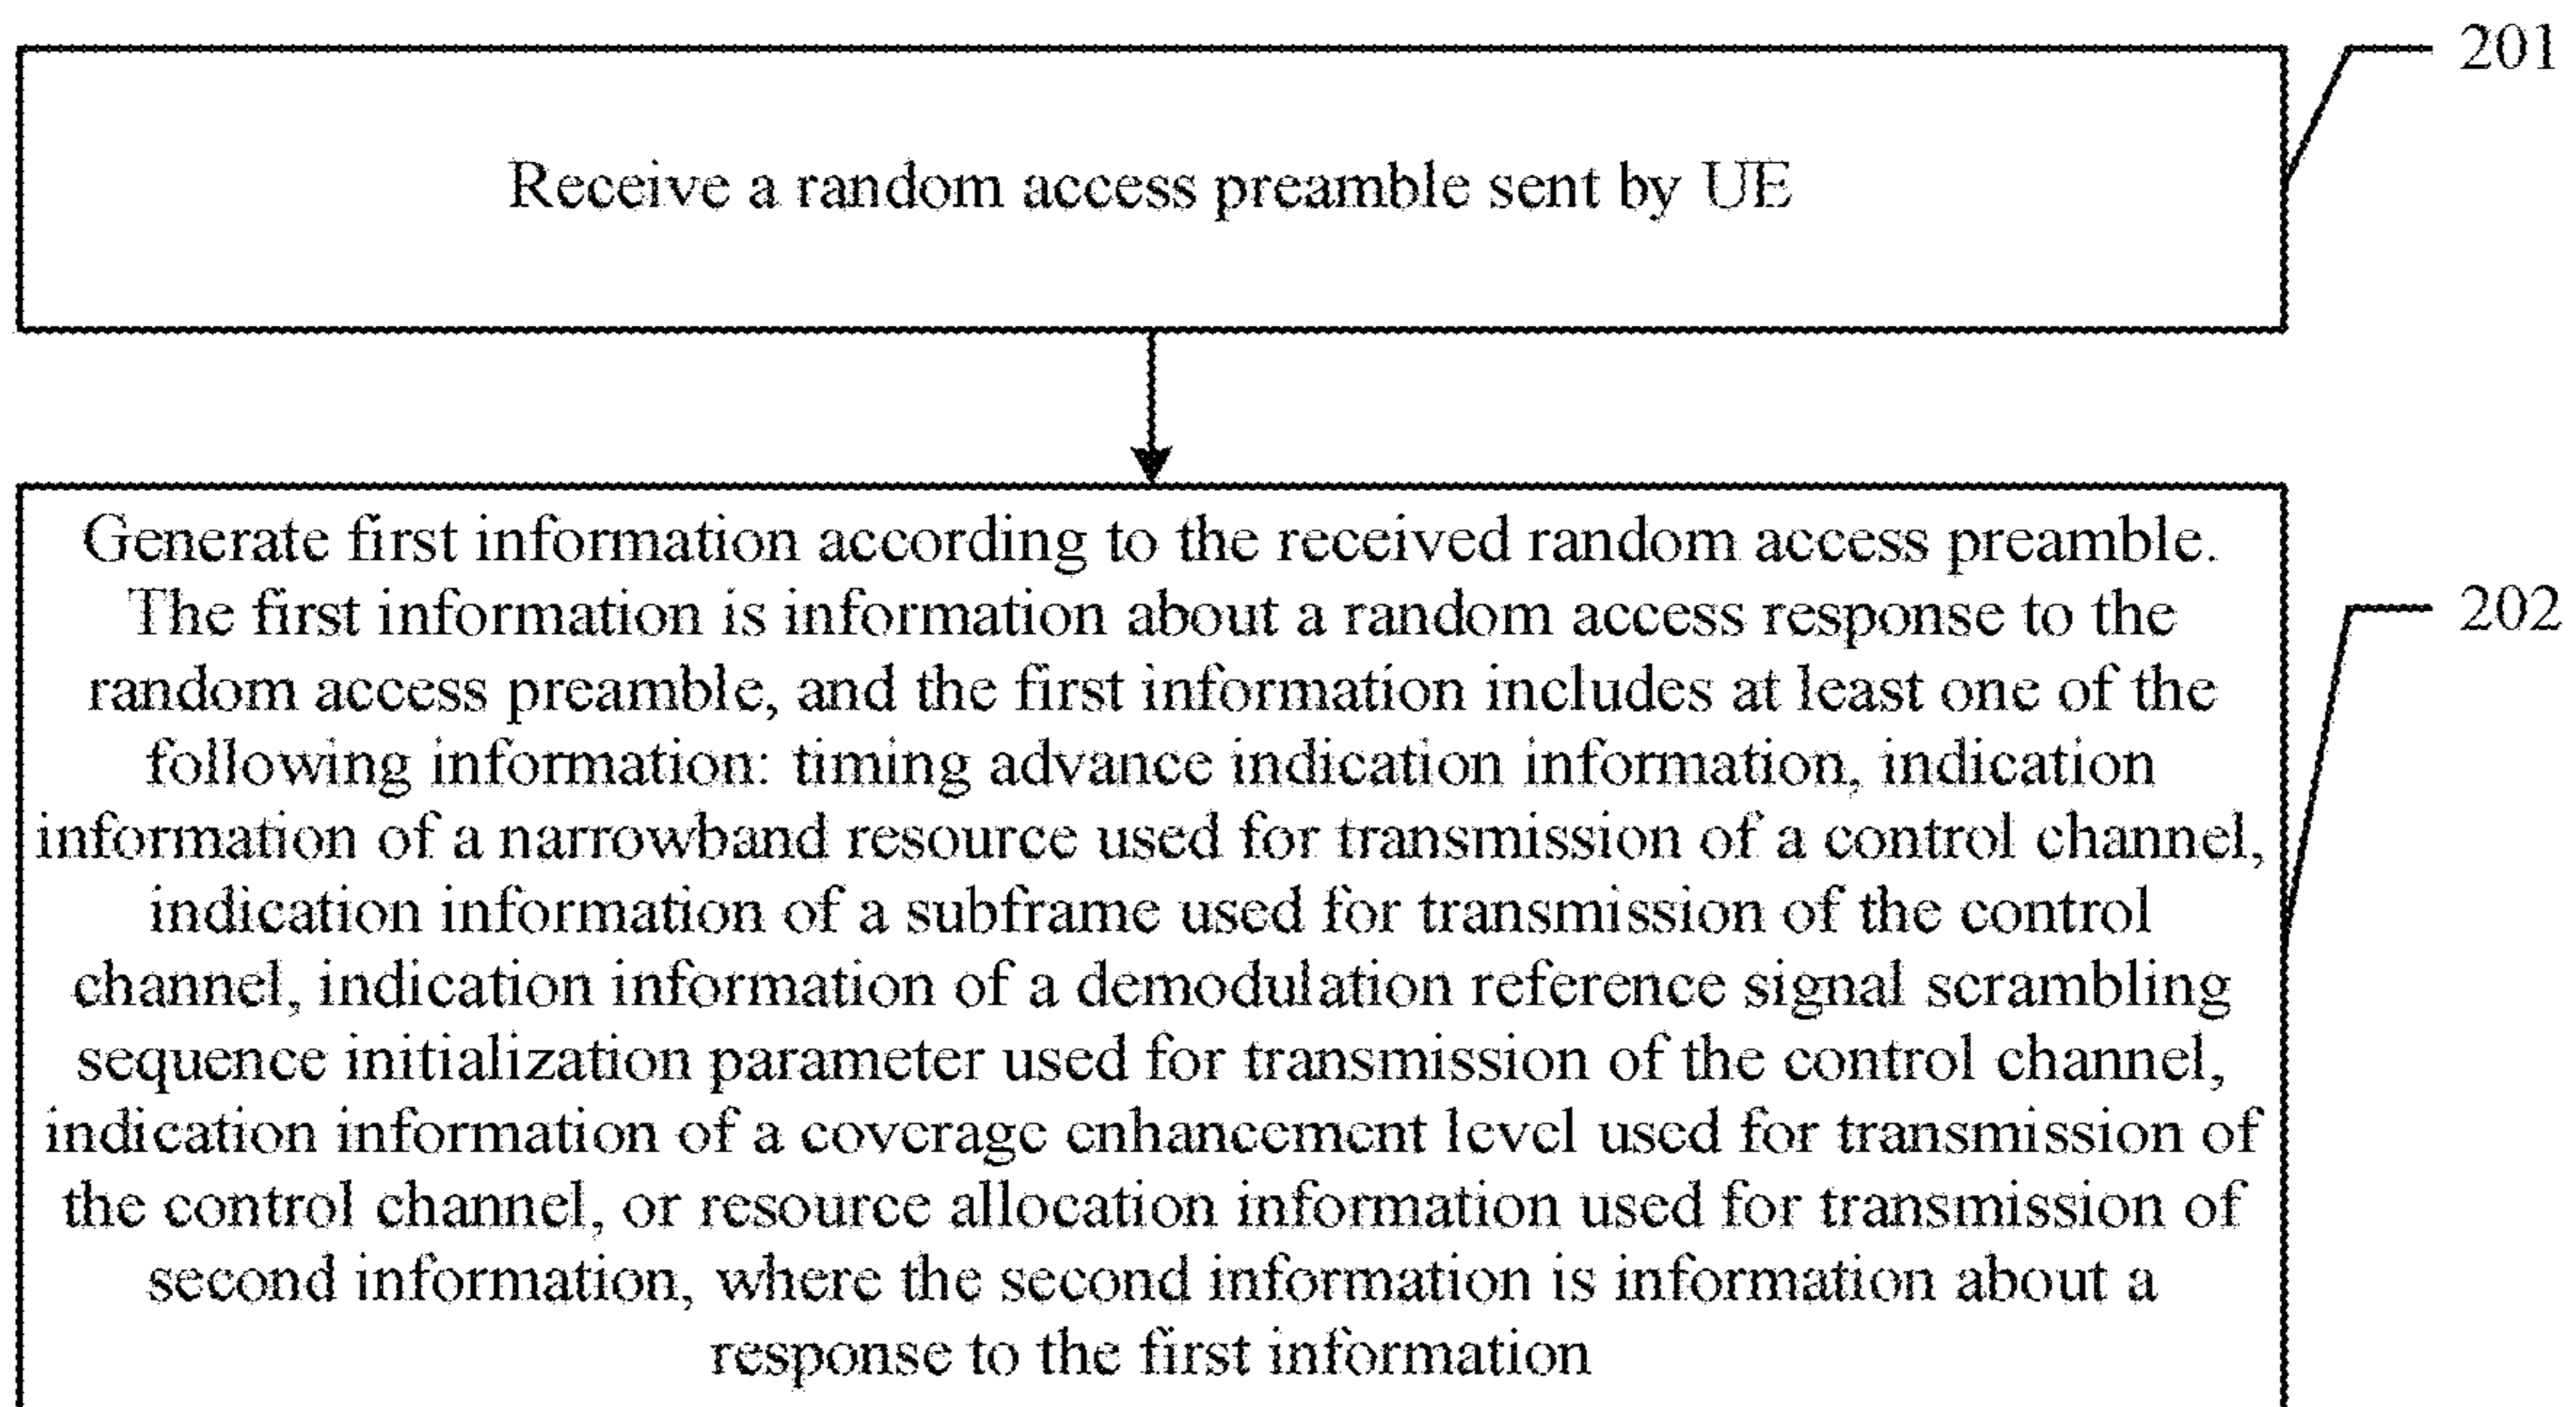 201
Receive a random access preamble sent by UE
Generate first information according to the received random access preamble.
The first information is information about a random access response to the
202
random access preamble, and the first information includes at least one of the
following information: timing advance indication information, indication
information of a narrowband resource used for transmission of a control channel,
indication information of a subframe used for transmission of the control
channel, indication information of a demodulation reference signal scrambling
sequence initialization parameter used for transmission of the control channel,
indication information of a coverage enhancement level used for transmission of
the control channel, or resource allocation information used for transmission of
second information, where the second information is information about a
response to the first information